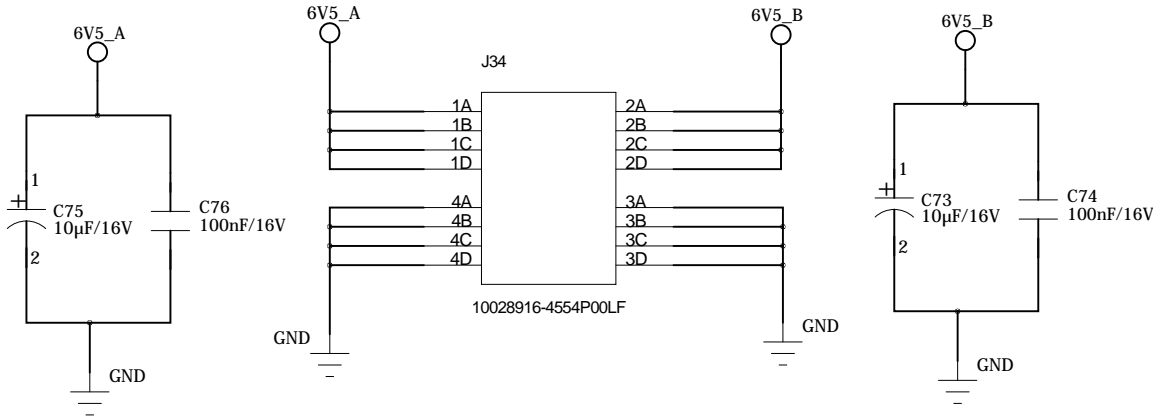 6V5_A
1
+
C75
10µF/16V
2
C76
100nF/16V
GND
6V5_A
6V5_B
J34
1A
1B
1C
1D
2A
2B
2C
2D
4A
4B
4C
4D
3A
3B
3C
3D
10028916-4554P00LF
GND
GND
6V5_B
1
+
C73
10µF/16V
2
C74
100nF/16V
GND